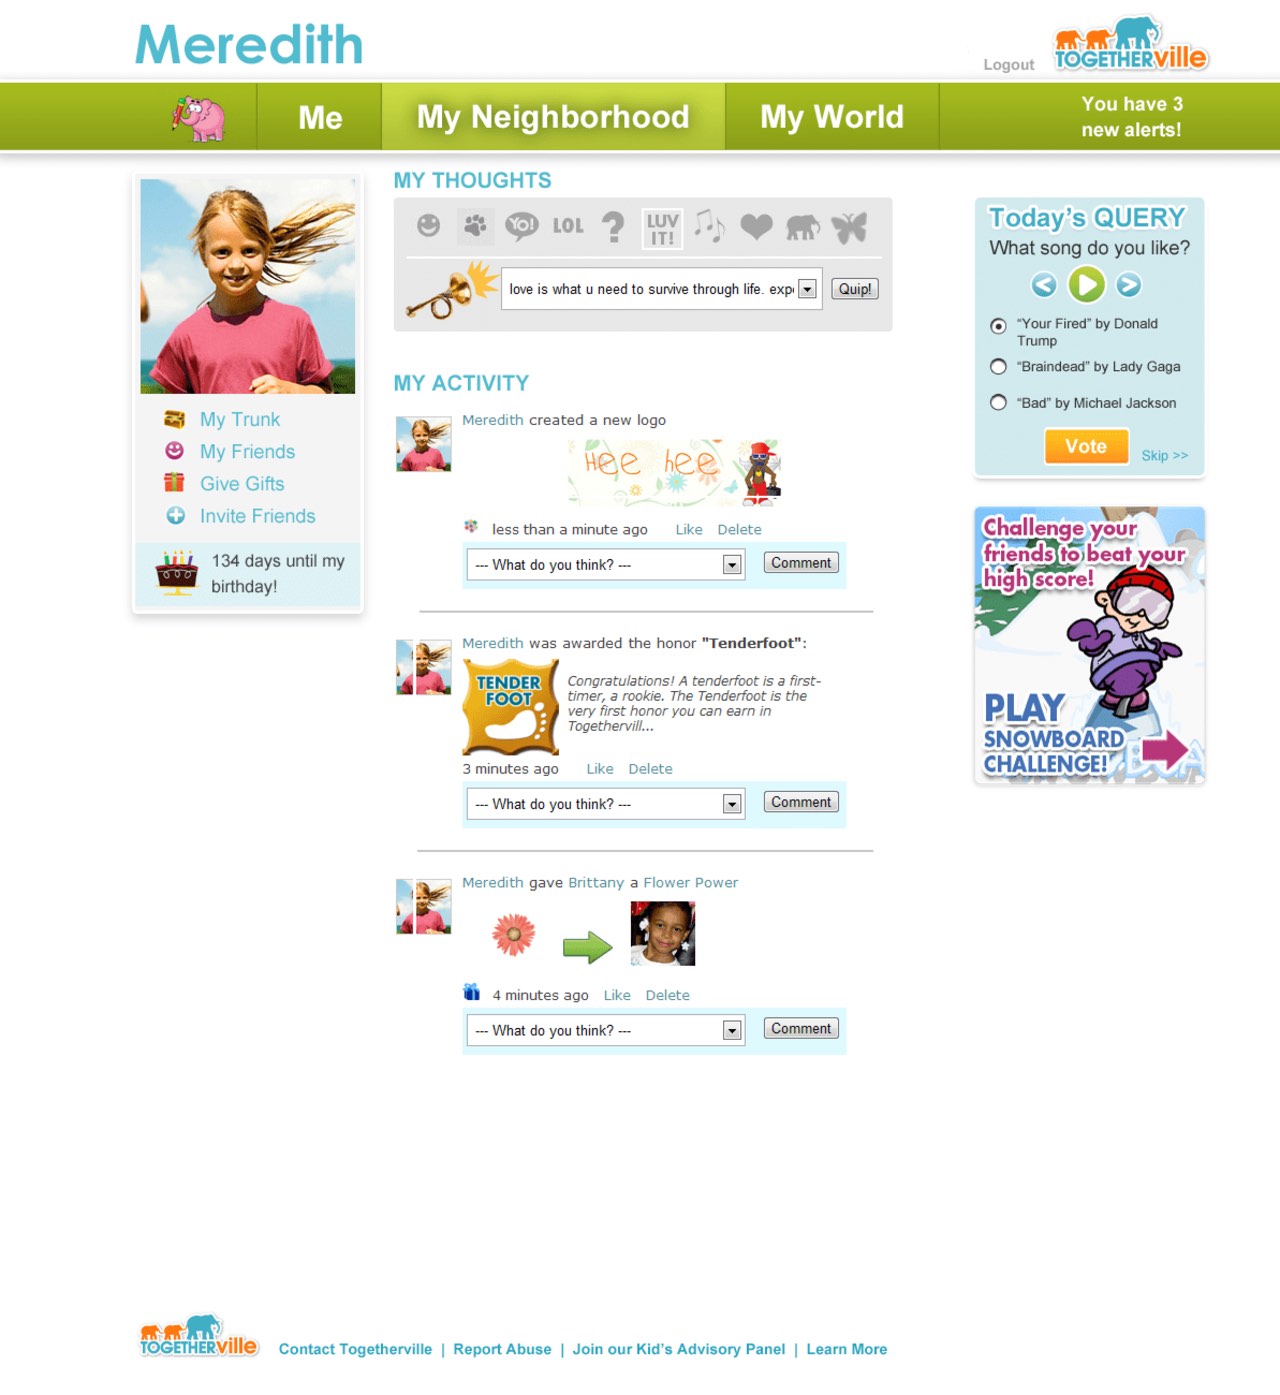 Meredith
Logout
TOGETHERville
Me
My Neighborhood
My World
You have 3
new alerts!
MY THOUGHTS
YO!
LOL
?
LUV
IT!
love is what u need to survive through life. expe
Quip!
My Trunk
My Friends
Give Gifts
Invite Friends
134 days until my
birthday!
MY ACTIVITY
Meredith created a new logo
Hee hee
less than a minute ago Like Delete
--- What do you think? --- Comment
Meredith was awarded the honor "Tenderfoot":
TENDER
FOOT
Congratulations! A tenderfoot is a first-
timer, a rookie. The Tenderfoot is the
very first honor you can earn in
Togethervill...
3 minutes ago Like Delete
--- What do you think? --- Comment
Meredith gave Brittany a Flower Power
4 minutes ago Like Delete
--- What do you think? --- Comment
Today's QUERY
What song do you like?
< >
“Your Fired” by Donald
Trump
“Braindead” by Lady Gaga
“Bad” by Michael Jackson
Vote
Skip >>
Challenge your
friends to beat your
high score!
PLAY
SNOWBOARD
CHALLENGE!
TOGETHERville
Contact Togetherville | Report Abuse | Join our Kid's Advisory Panel | Learn More